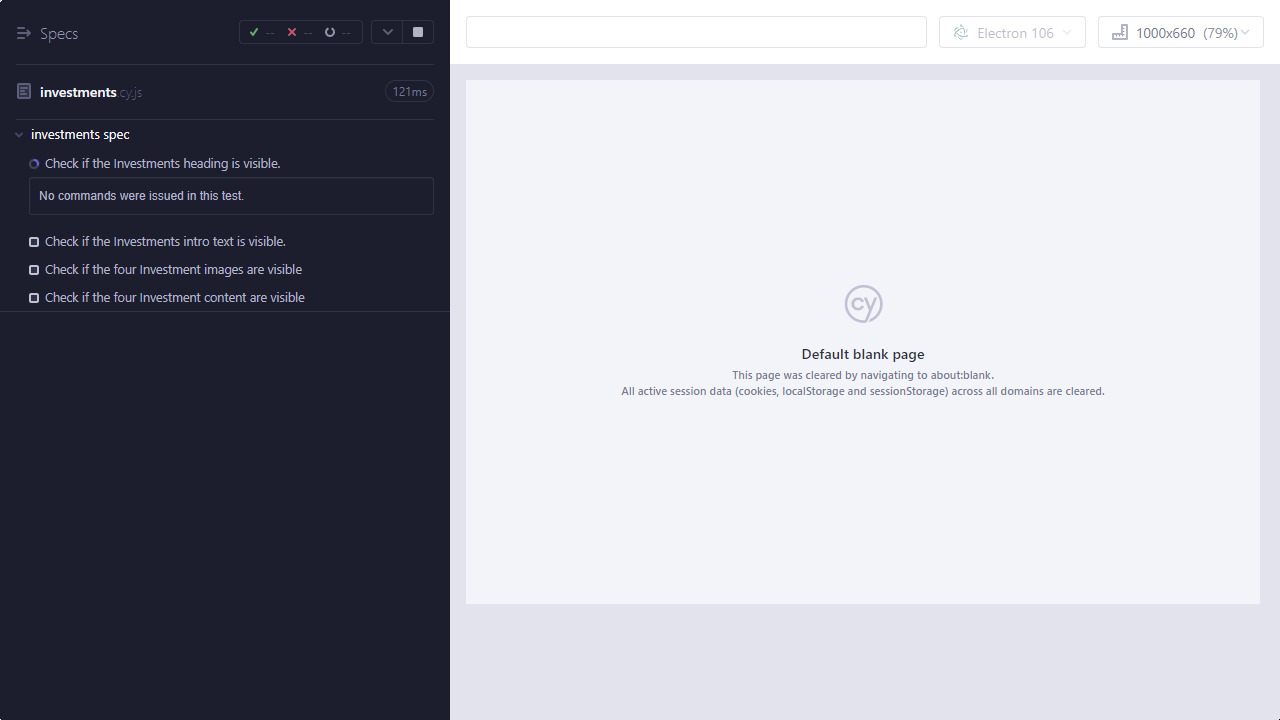 Specs
--
--
--
Electron 106
1000x660 (79%)
investments.cy.js
121ms
investments spec
Check if the Investments heading is visible.
No commands were issued in this test.
Check if the Investments intro text is visible.
Check if the four Investment images are visible
Check if the four Investment content are visible
cy
Default blank page
This page was cleared by navigating to about:blank.
All active session data (cookies, localStorage and sessionStorage) across all domains are cleared.